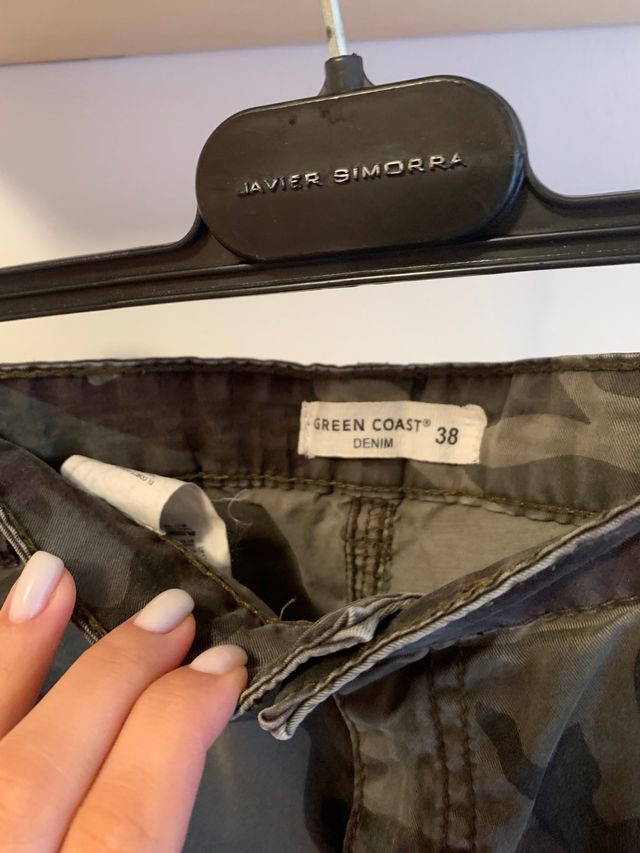 JAVIER SIMORRA
GREEN COAST®
DENIM
38